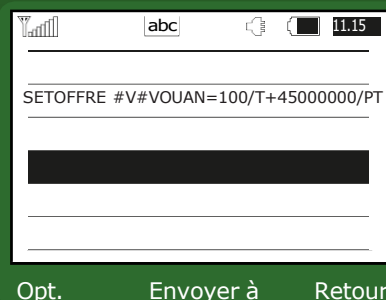 abc 11.15
SETOFFRE #V#VOUAN=100/T+45000000/PT
Opt. Envoyer à Retour